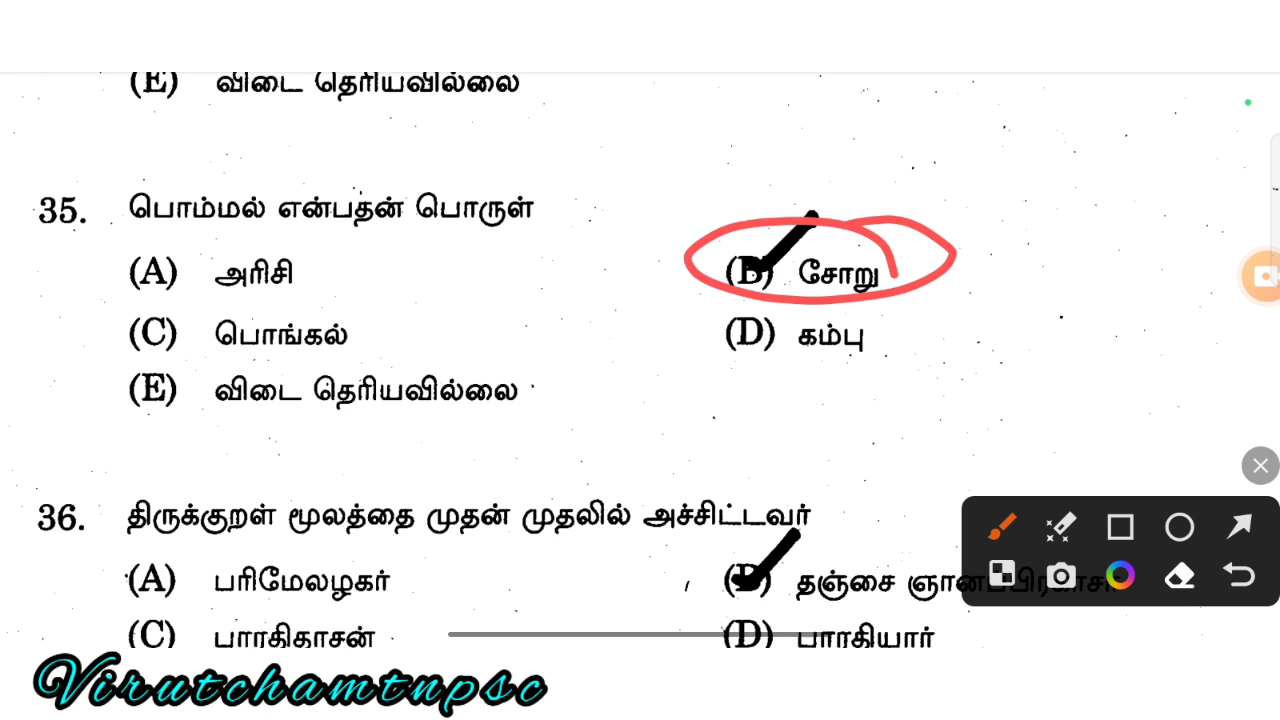 (E) விடை தெரியவில்லை
35. பொம்மல் என்பதன் பொருள்
(A) அரிசி (B) சோறு
(C) பொங்கல் (D) கம்பு
(E) விடை தெரியவில்லை
36. திருக்குறள் மூலத்தை முதன் முதலில் அச்சிட்டவர்
(A) பரிமேலழகர் (B) தஞ்சை ஞானப்பிரகாசர்
(C) பாரதிதாசன் (D) பாரதியார்
Virutchamtnpsc